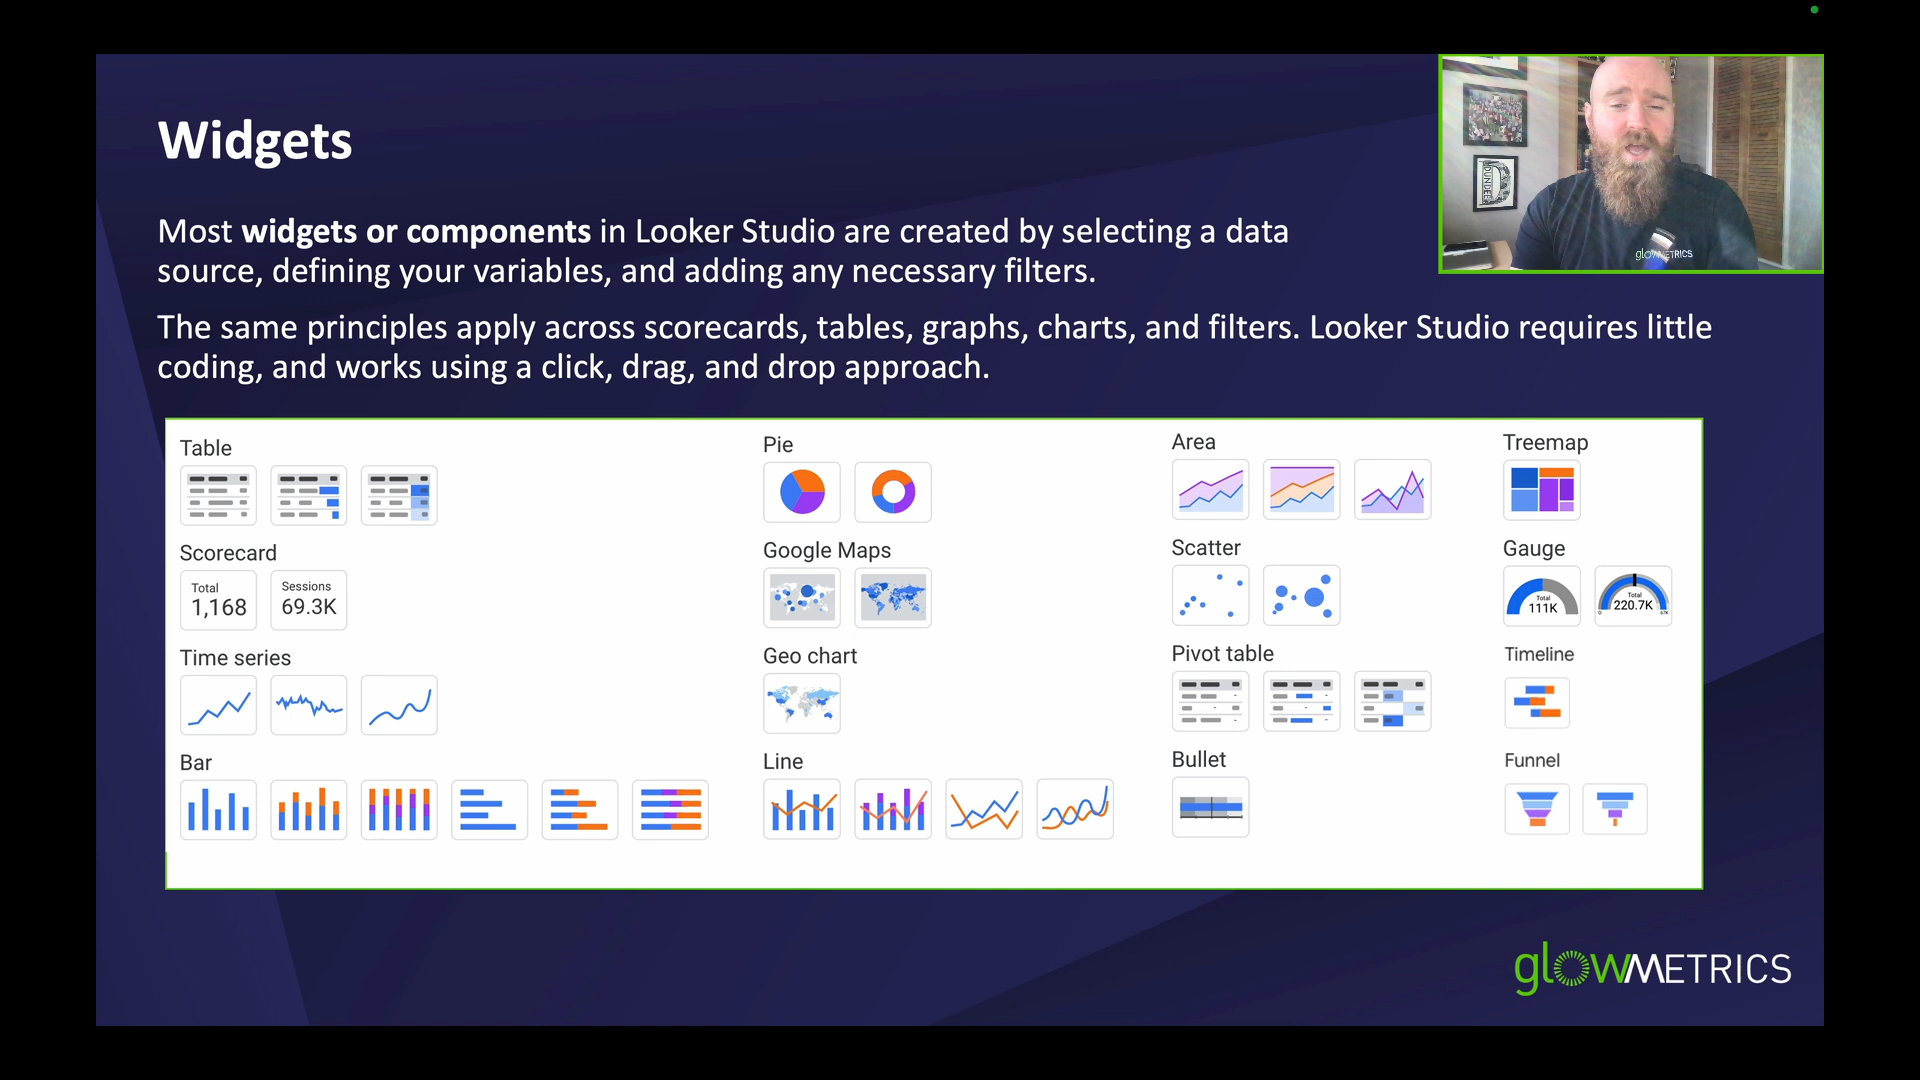 Widgets
Most widgets or components in Looker Studio are created by selecting a data
source, defining your variables, and adding any necessary filters.
The same principles apply across scorecards, tables, graphs, charts, and filters. Looker Studio requires little
coding, and works using a click, drag, and drop approach.
Table
Scorecard
Total
1,168
Sessions
69.3K
Time series
Bar
Pie
Google Maps
Geo chart
Line
Area
Scatter
Pivot table
Bullet
Treemap
Gauge
Total
111K
Total
220.7K
Timeline
Funnel
DUNDEE
glowMETRICS
glowMETRICS